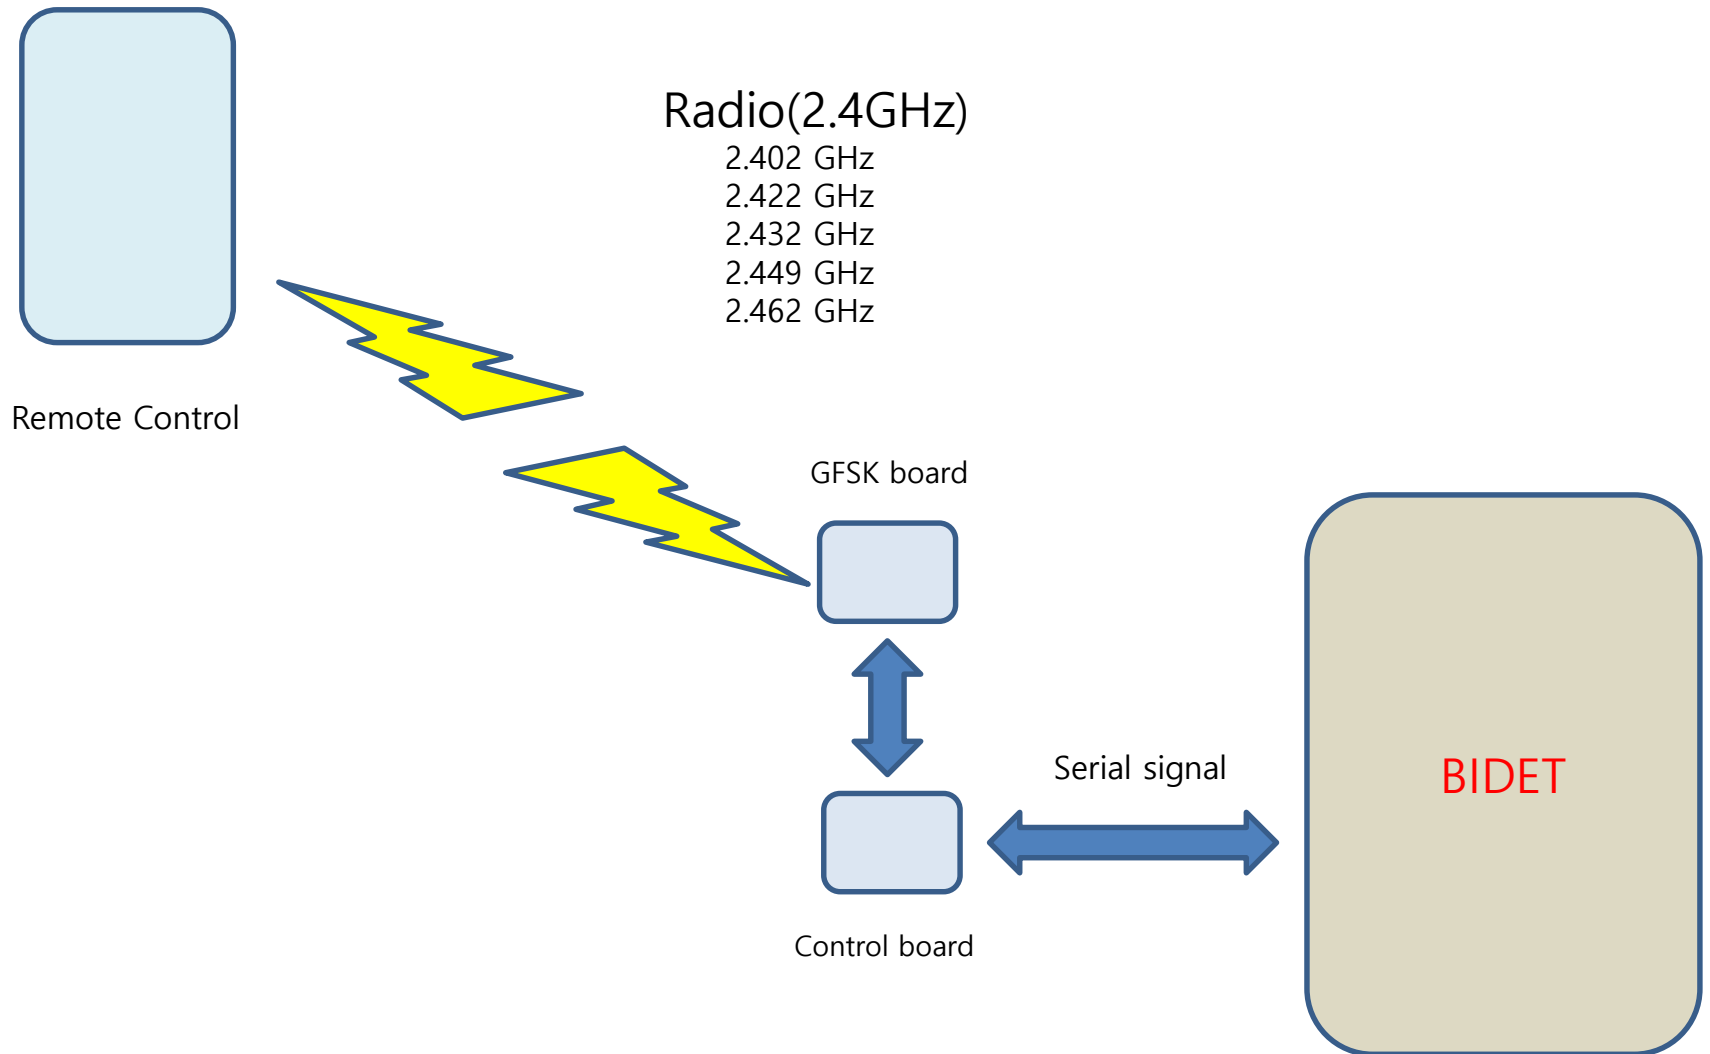 Radio(2.4GHz)
2.402 GHz
2.422 GHz
2.432 GHz
2.449 GHz
2.462 GHz
Remote Control
GFSK board
Serial signal
BIDET
Control board